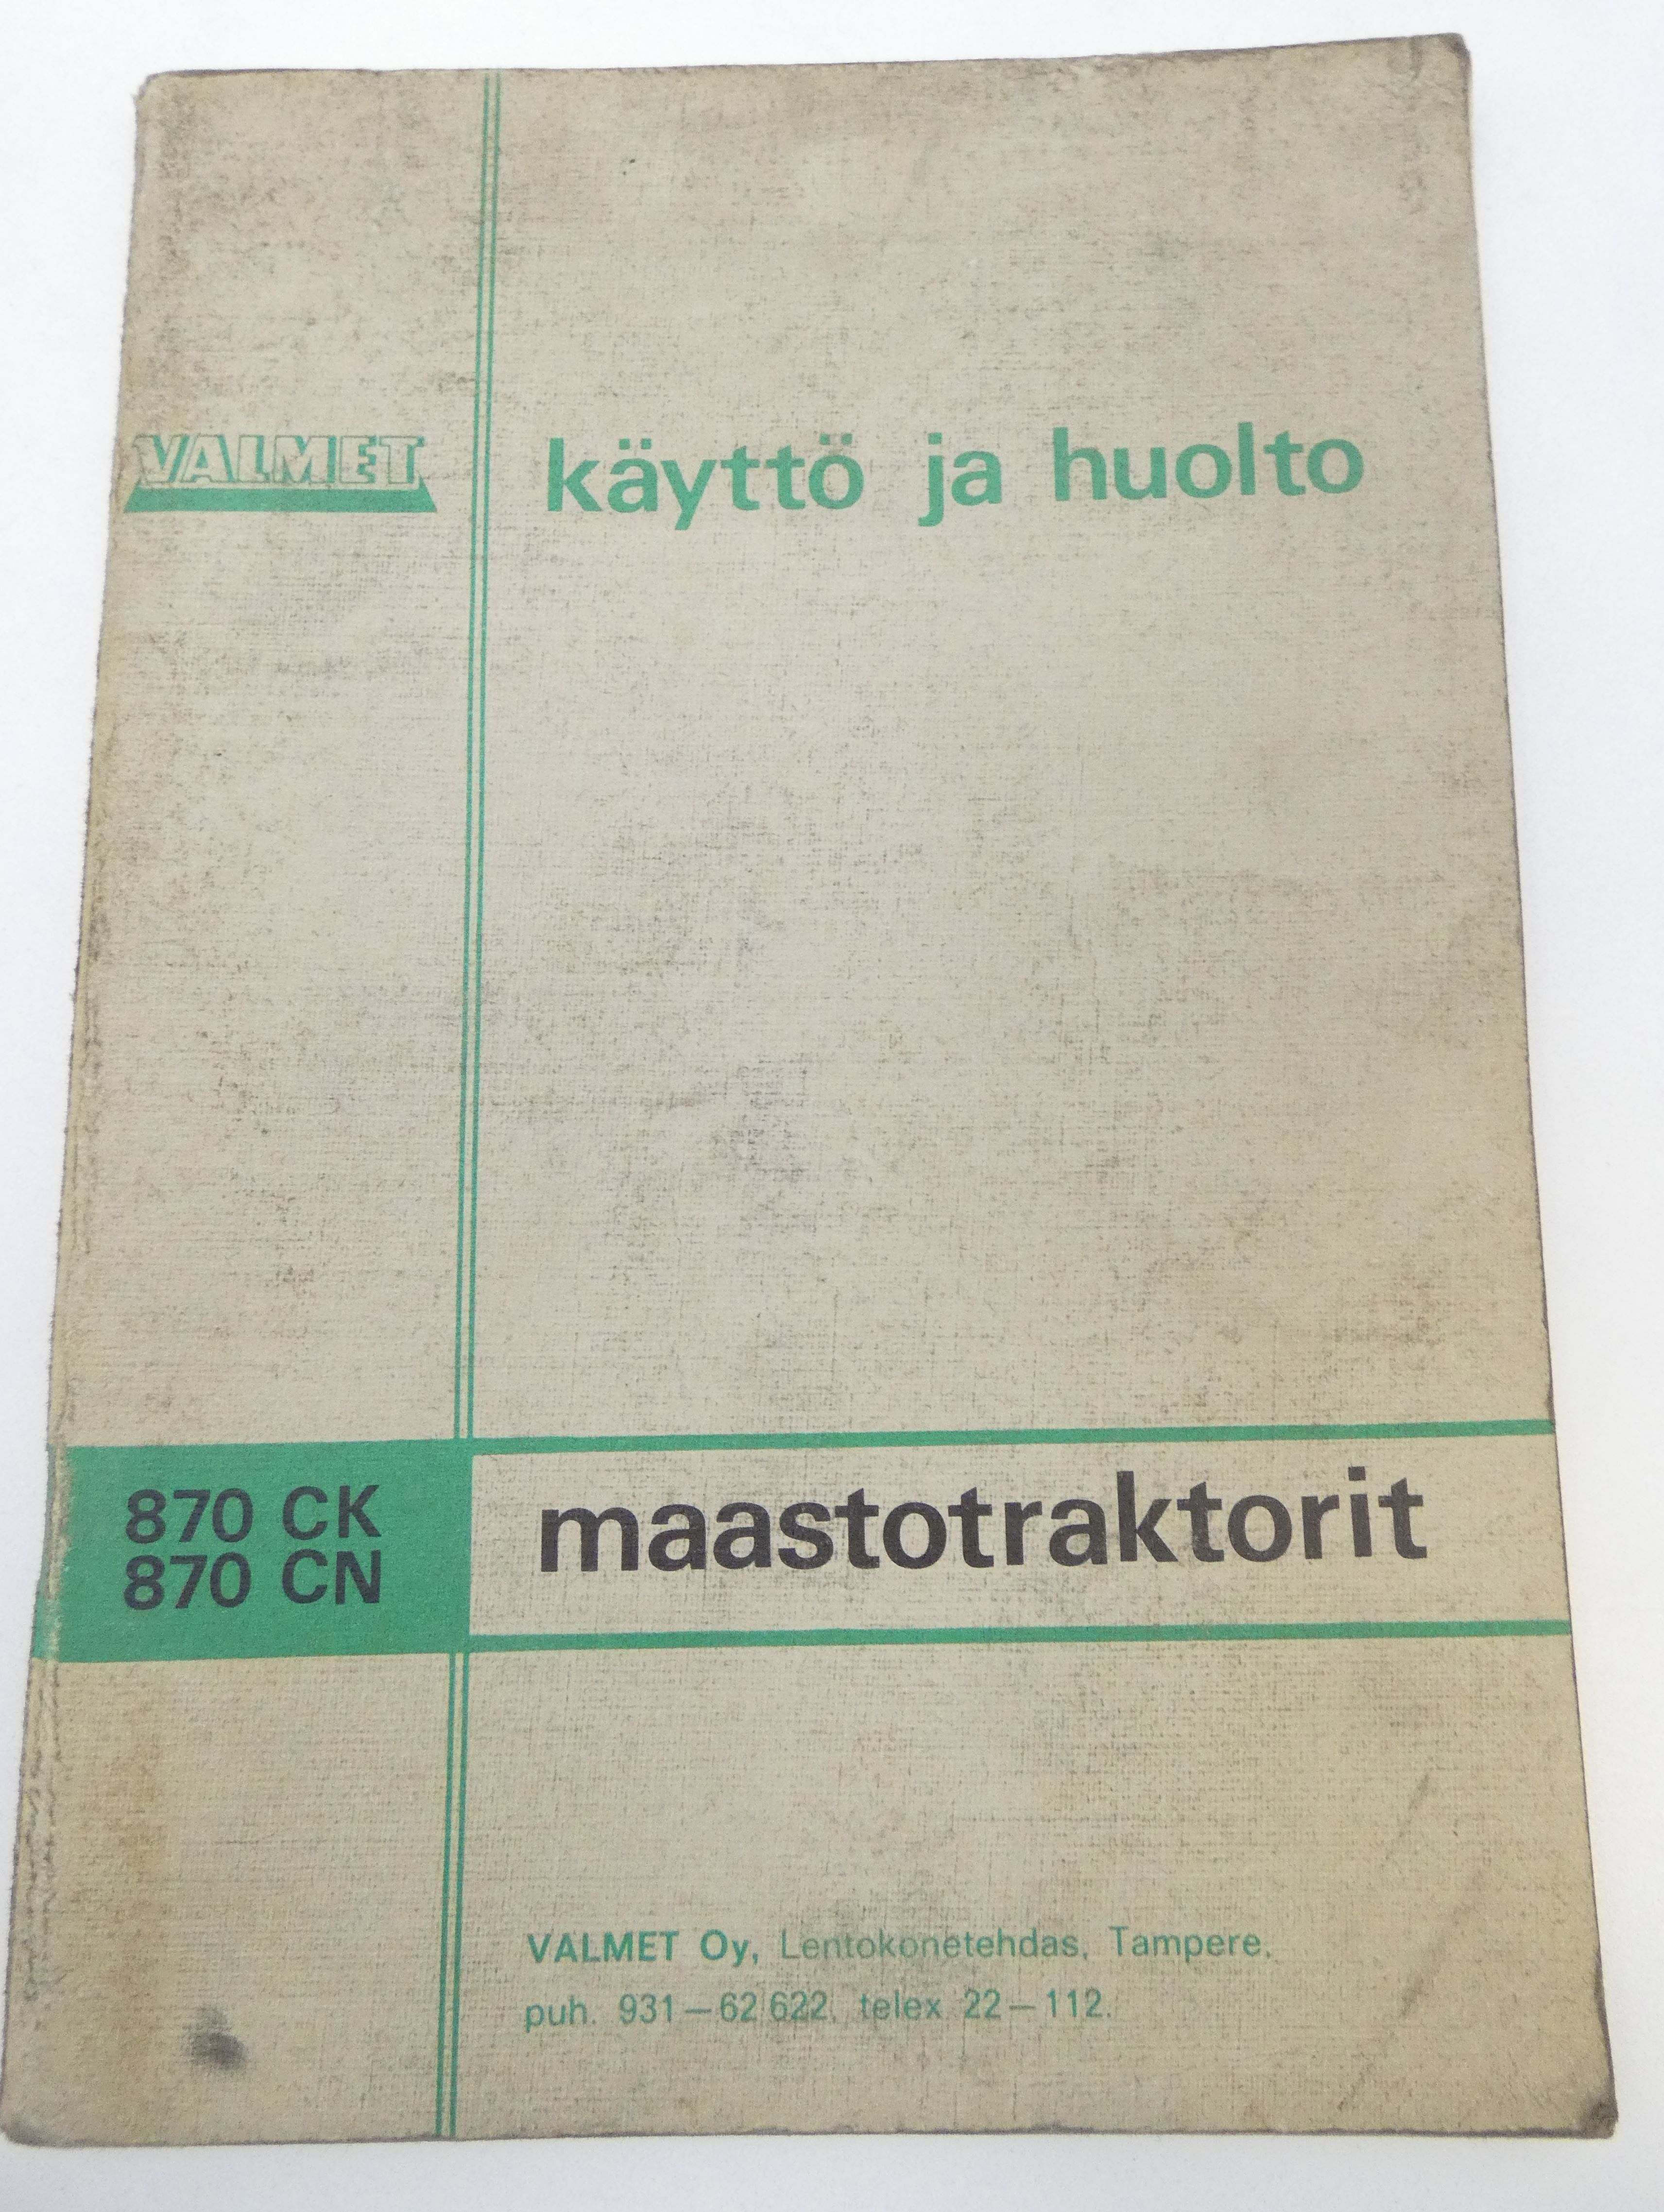 VALMET
käyttö ja huolto
870 CK
870 CN
maastotraktorit
VALMET Oy, Lentokonetehdas, Tampere,
puh. 931–62 622, telex 22–112.